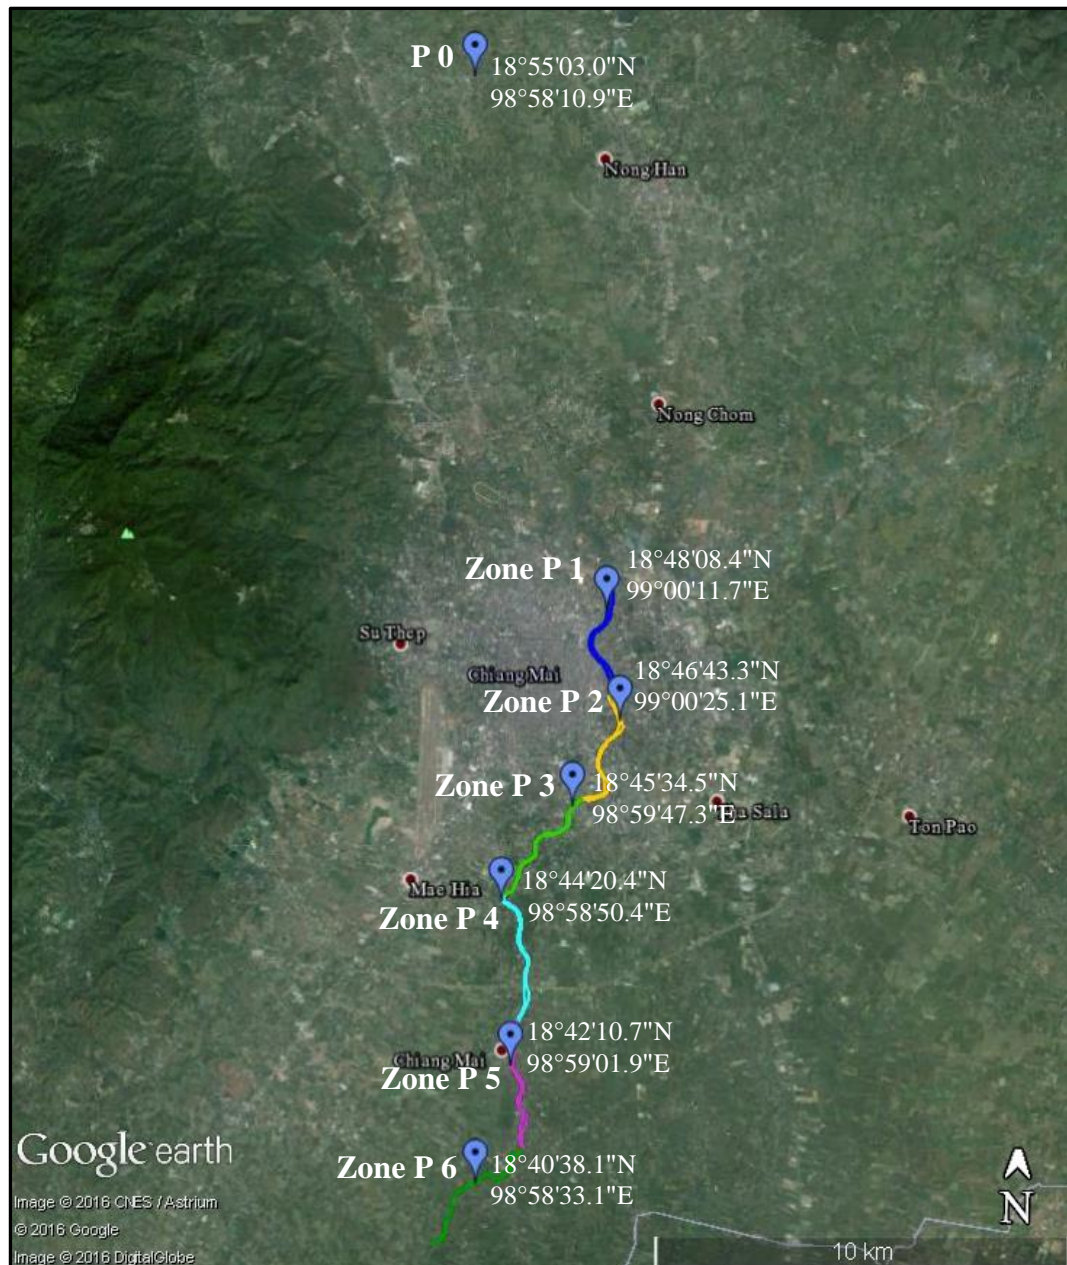 P 0
18°55'03.0"N
98°58'10.9"E
Nong Han
Nong Chom
Zone P 1
18°48'08.4"N
99°00'11.7"E
Su Thep
Chiang Mai
18°46'43.3"N
Zone P 2
99°00'25.1"E
Zone P 3
18°45'34.5"N
98°59'47.3"E
Tha Sala
Ton Pao
Mae Hia
18°44'20.4"N
Zone P 4
98°58'50.4"E
18°42'10.7"N
Chiang Mai
98°59'01.9"E
Zone P 5
Google earth
Zone P 6
18°40'38.1"N
98°58'33.1"E
N
Image © 2016 CNES / Astrium
© 2016 Google
Image © 2016 DigitalGlobe
10 km